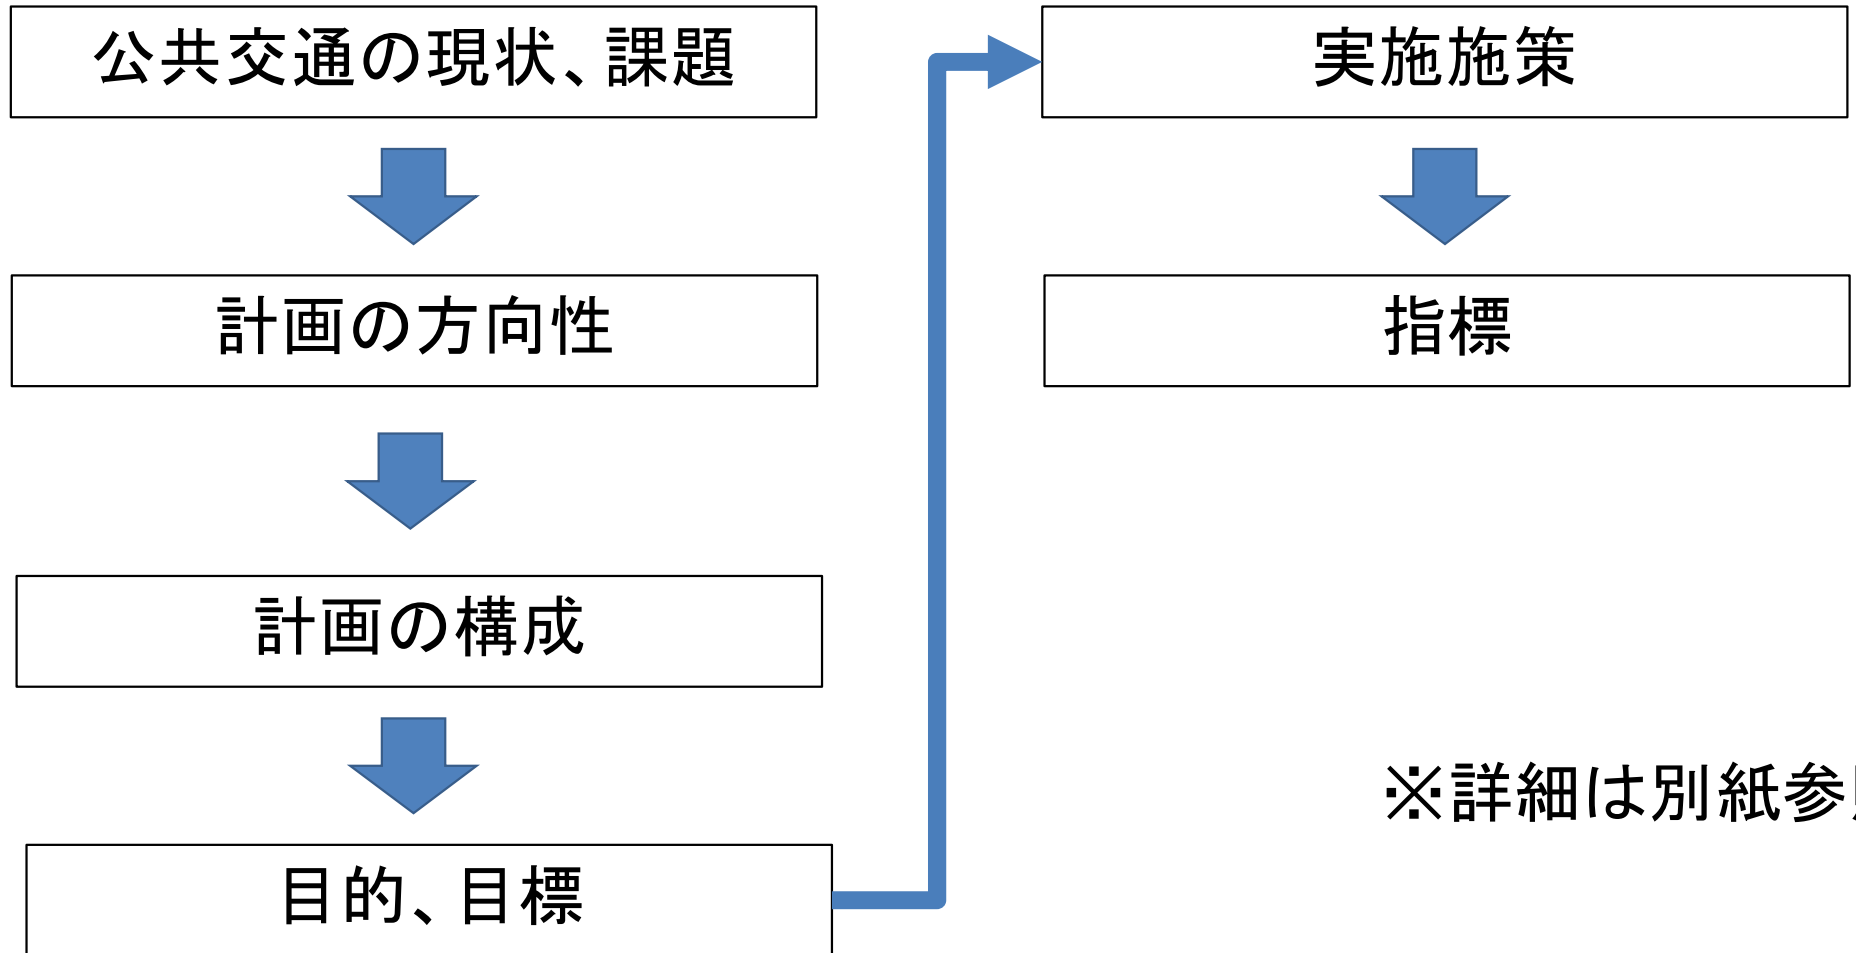 公共交通の現状、課題
計画の方向性
計画の構成
目的、目標
実施施策
指標
※詳細は別紙参